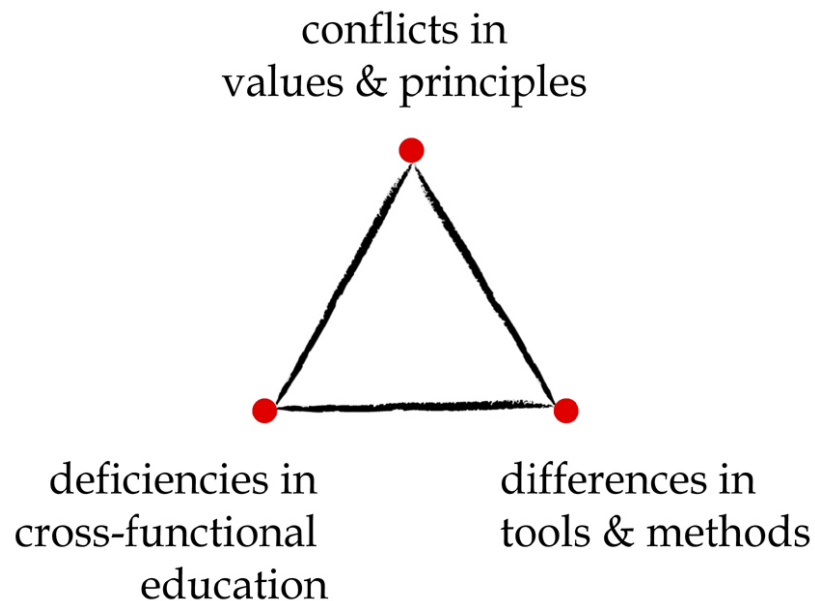 conflicts in
values & principles
deficiencies in
cross-functional
education
differences in
tools & methods